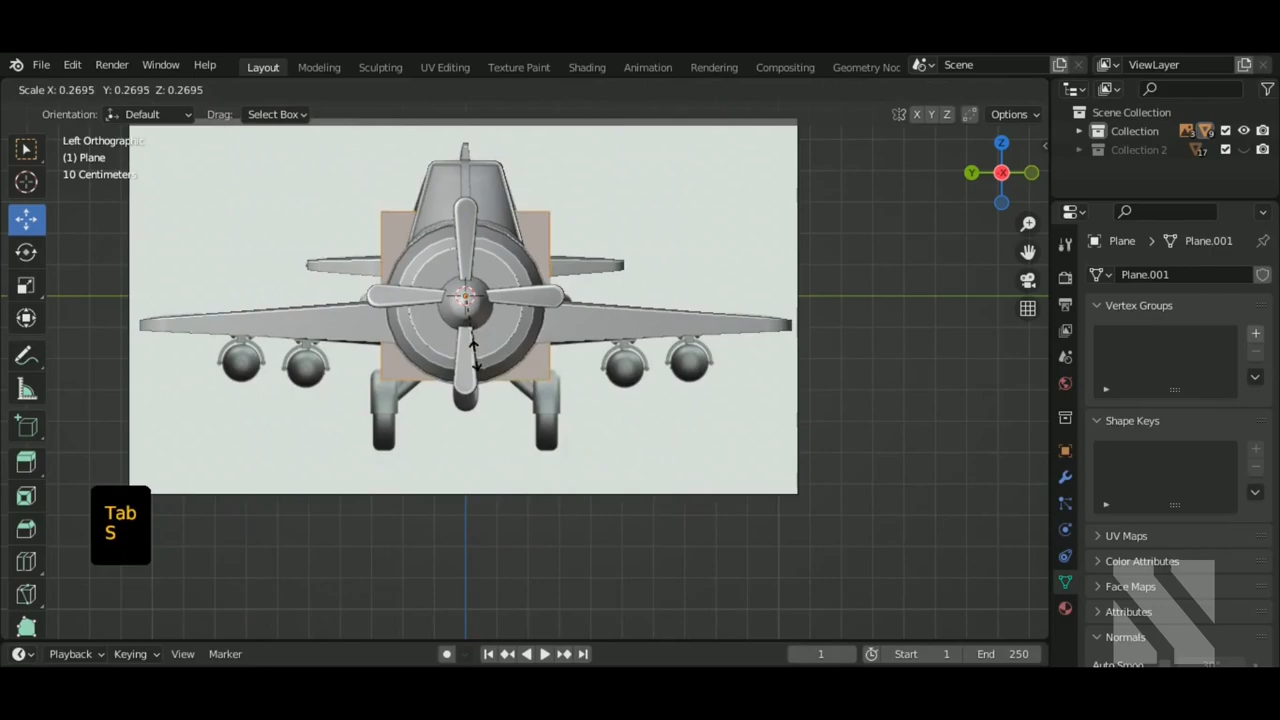 File Edit Render Window Help Layout Modeling Sculpting UV Editing Texture Paint Shading Animation Rendering Compositing Geometry Noc Scene ViewLayer
Scale X: 0.2695 Y: 0.2695 Z: 0.2695
Orientation: Default Drag: Select Box X Y Z Options
Left Orthographic
(1) Plane
10 Centimeters
Z
Y
X
Scene Collection
Collection 3 9
Collection 2 17
Plane > Plane.001
Plane.001
Vertex Groups
Shape Keys
UV Maps
Color Attributes
Face Maps
Attributes
Normals
Tab
S
Playback Keying View Marker 1 Start 1 End 250